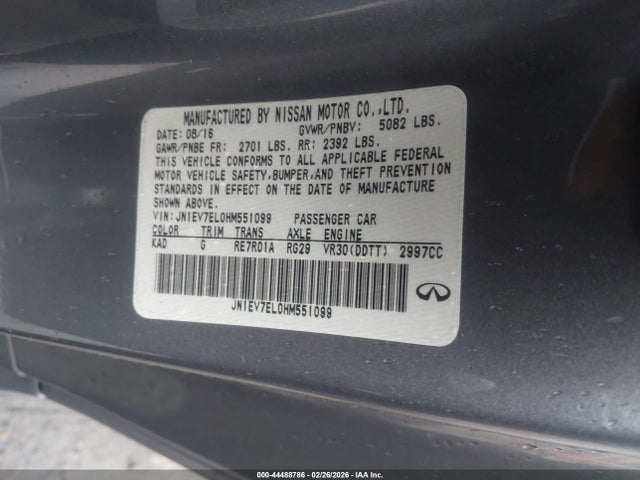 MANUFACTURED BY NISSAN MOTOR CO.,LTD.
DATE: 08/16 GVWR/PNBV: 5082 LBS.
GAWR/PNBE FR: 2701 LBS. RR: 2392 LBS.
THIS VEHICLE CONFORMS TO ALL APPLICABLE FEDERAL
MOTOR VEHICLE SAFETY,BUMPER,AND THEFT PREVENTION
STANDARDS IN EFFECT ON THE DATE OF MANUFACTURE
SHOWN ABOVE.
VIN: JN1EV7EL0HM551099 PASSENGER CAR
COLOR TRIM TRANS AXLE ENGINE
KAD G RE7R01A RG29 VR30(DDTT) 2997CC
JN1EV7EL0HM551099
000-44488786 - 02/26/2026 - IAA Inc.